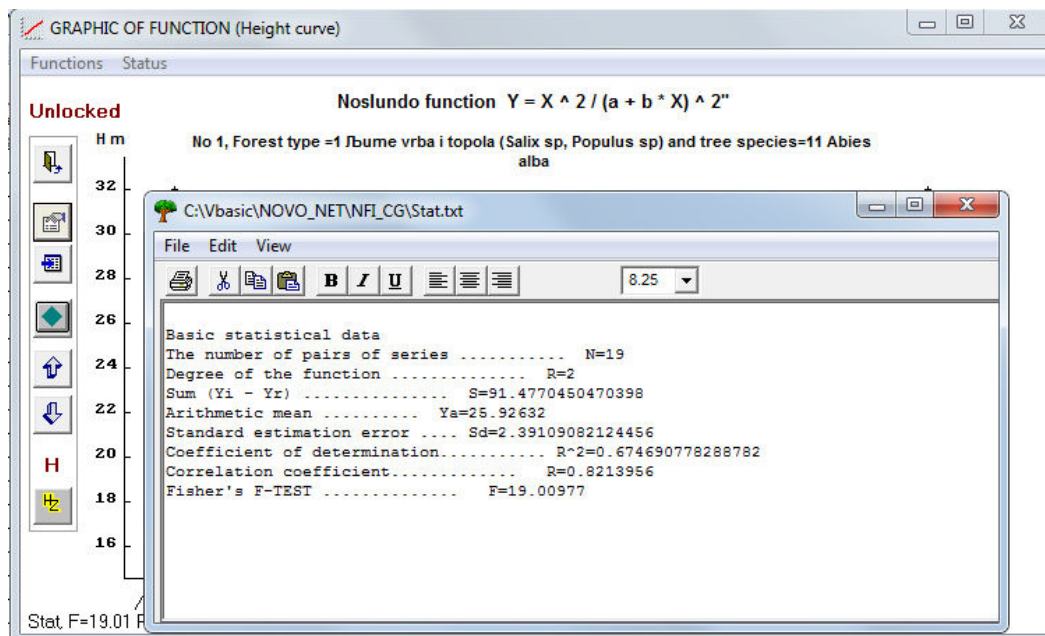 GRAPHIC OF FUNCTION (Height curve)
Functions Status
Unlocked
Noslundo function Y = X ^ 2 / (a + b * X) ^ 2"
H m
No 1, Forest type =1 Љume vrba i topola (Salix sp, Populus sp) and tree species=11 Abies
alba
32
30
28
26
24
22
20
18
16
H
HZ
C:\Vbasic\NOVO_NET\NFI_CG\Stat.txt
File Edit View
B I U
8.25
Basic statistical data
The number of pairs of series ........... N=19
Degree of the function .............. R=2
Sum (Yi - Yr) ............... S=91.4770450470398
Arithmetic mean .......... Ya=25.92632
Standard estimation error .... Sd=2.39109082124456
Coefficient of determination........... R^2=0.674690778288782
Correlation coefficient............. R=0.8213956
Fisher's F-TEST .............. F=19.00977
Stat, F=19.01